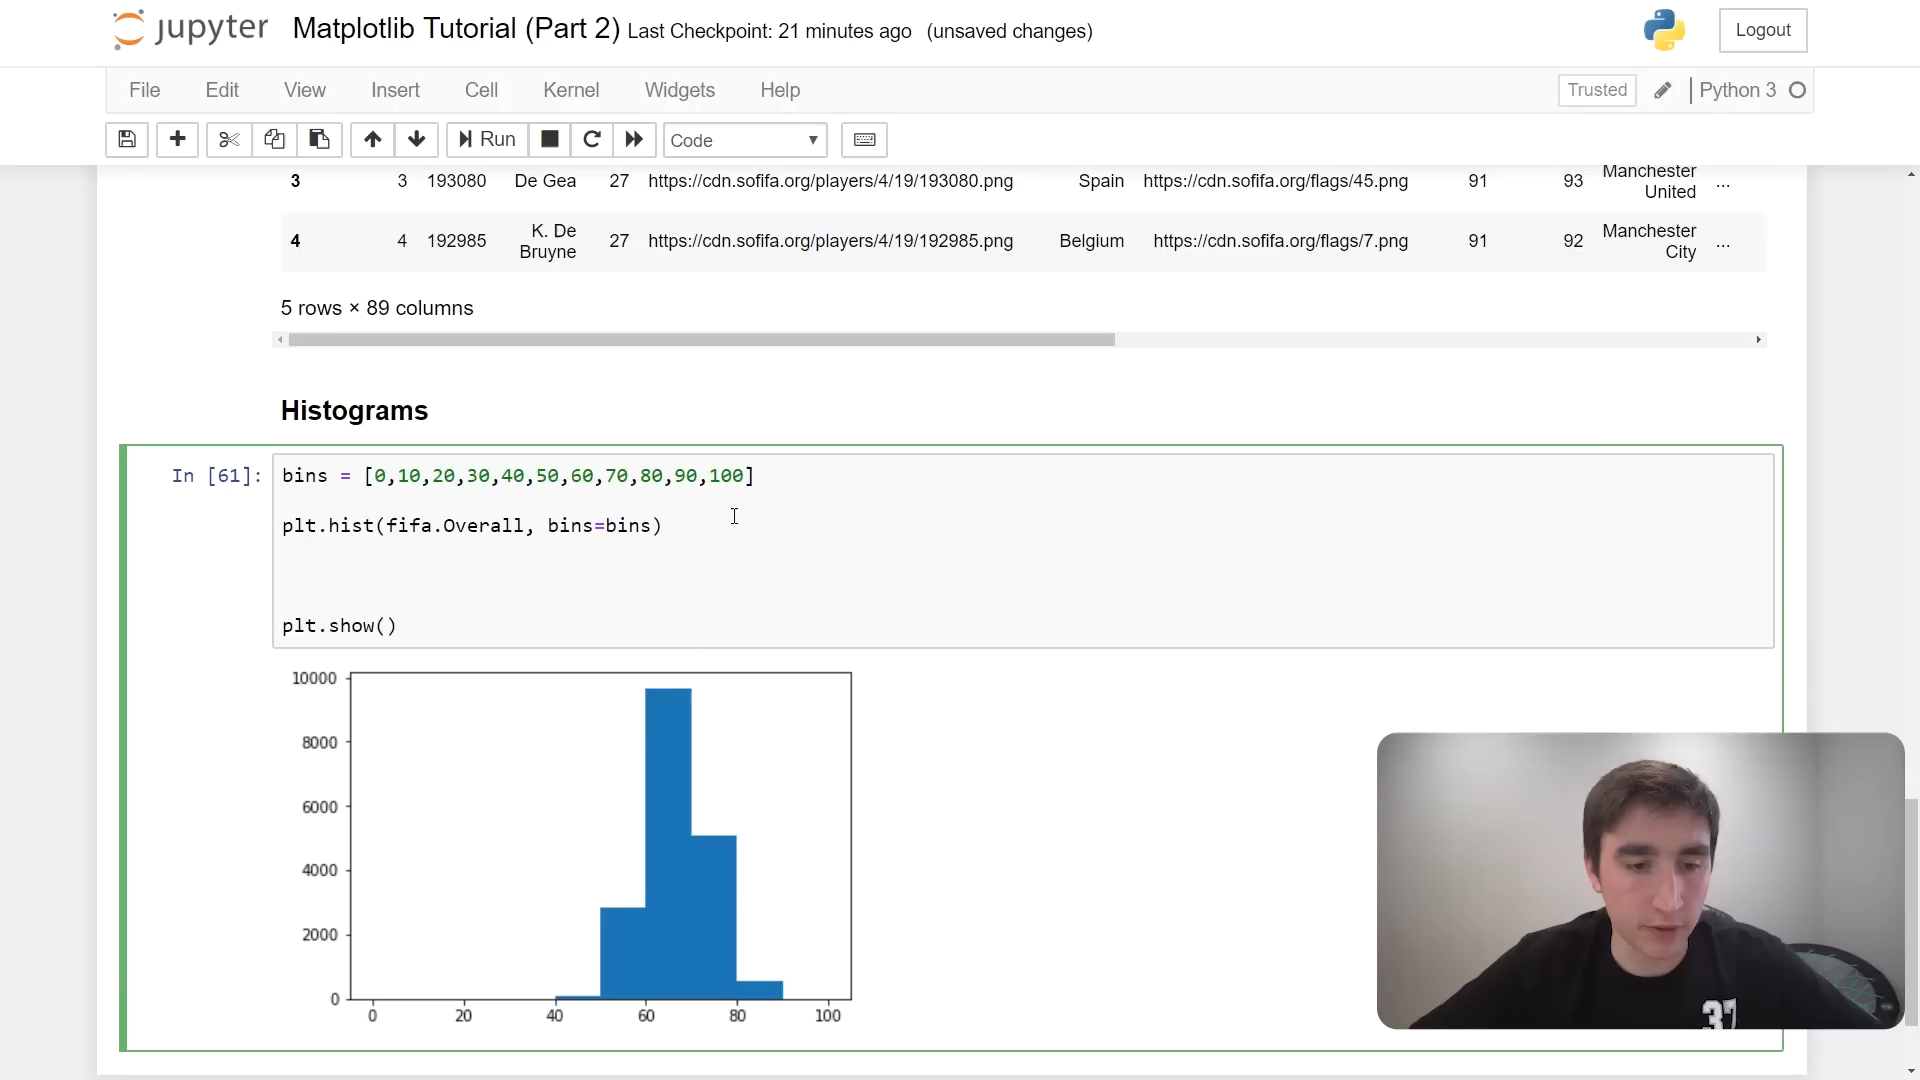 jupyter Matplotlib Tutorial (Part 2) Last Checkpoint: 21 minutes ago (unsaved changes) Logout
File Edit View Insert Cell Kernel Widgets Help Trusted Python 3
Run Code
3 3 193080 De Gea 27 https://cdn.sofifa.org/players/4/19/193080.png Spain https://cdn.sofifa.org/flags/45.png 91 93 Manchester United ...
4 4 192985 K. De Bruyne 27 https://cdn.sofifa.org/players/4/19/192985.png Belgium https://cdn.sofifa.org/flags/7.png 91 92 Manchester City ...
5 rows × 89 columns
Histograms
In [61]: bins = [0,10,20,30,40,50,60,70,80,90,100]
plt.hist(fifa.Overall, bins=bins)
plt.show()
10000
8000
6000
4000
2000
0
0 20 40 60 80 100
37